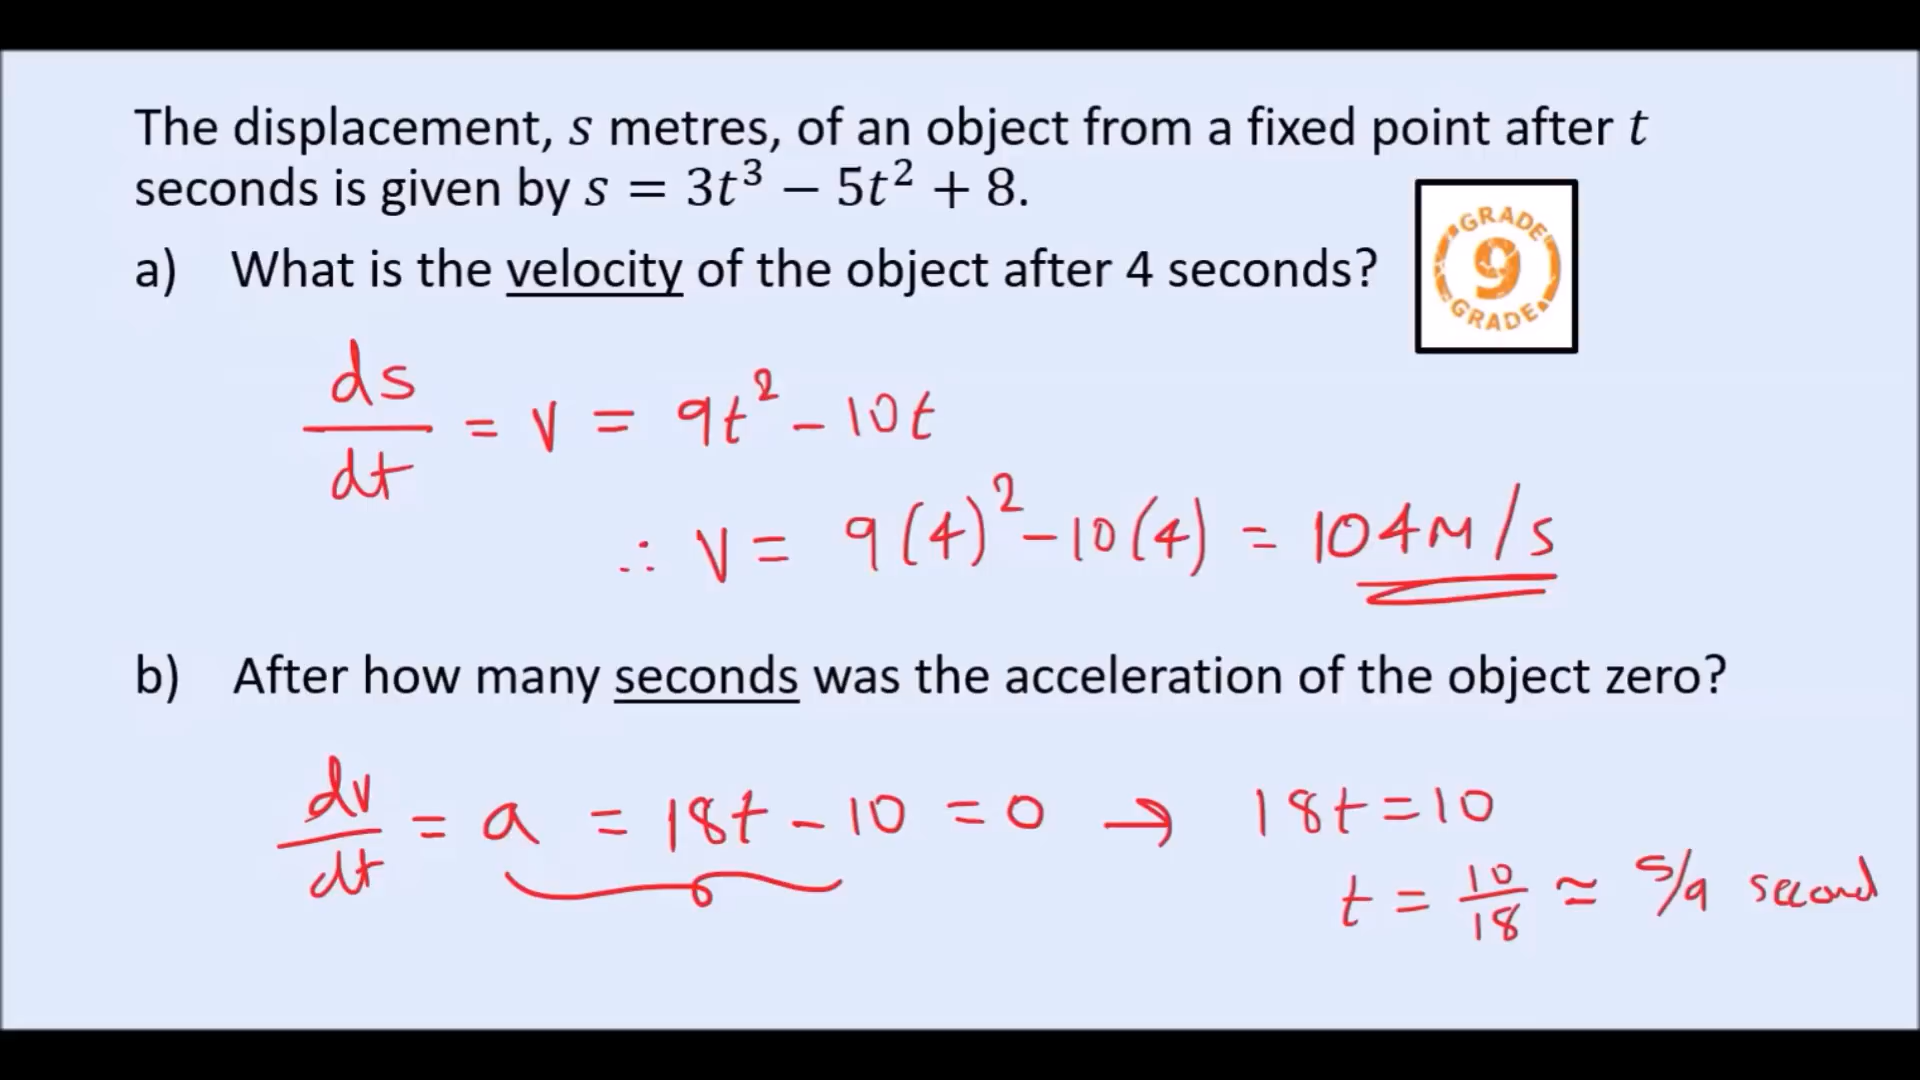 The displacement, s metres, of an object from a fixed point after t
seconds is given by s = 3t³ − 5t² + 8.
GRADE
9
GRADE
a) What is the velocity of the object after 4 seconds?
ds/dt = v = 9t² − 10t
∴ v = 9(4)² − 10(4) = 104 m/s
b) After how many seconds was the acceleration of the object zero?
dv/dt = a = 18t − 10 = 0 → 18t = 10
t = 10/18 ≈ 5/9 second